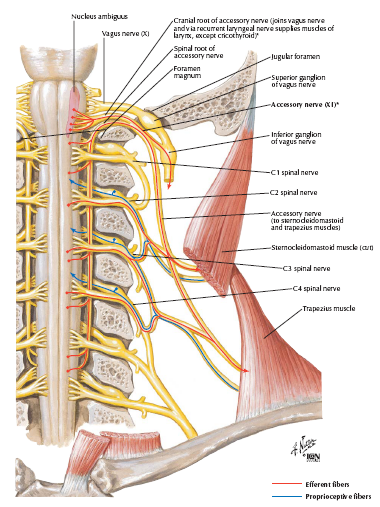 Nucleus ambiguus
Vagus nerve (X)
Cranial root of accessory nerve (joins vagus nerve
and via recurrent laryngeal nerve supplies muscles of
larynx, except cricothyroid)*
Spinal root of
accessory nerve
Foramen
magnum
Jugular foramen
Superior ganglion
of vagus nerve
Accessory nerve (XI)*
Inferior ganglion
of vagus nerve
C1 spinal nerve
C2 spinal nerve
Accessory nerve
(to sternocleidomastoid
and trapezius muscles)
Sternocleidomastoid muscle (cut)
C3 spinal nerve
C4 spinal nerve
Trapezius muscle
Efferent fibers
Proprioceptive fibers